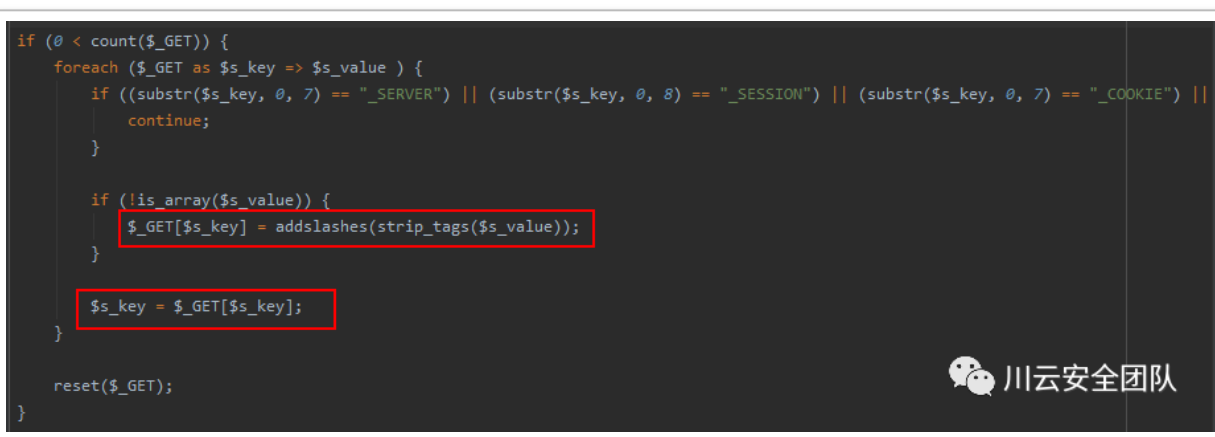 if (0 < count($_GET)) {
    foreach ($_GET as $s_key => $s_value ) {
        if ((substr($s_key, 0, 7) == "_SERVER") || (substr($s_key, 0, 8) == "_SESSION") || (substr($s_key, 0, 7) == "_COOKIE") ||
            continue;
        }
        if (!is_array($s_value)) {
            $_GET[$s_key] = addslashes(strip_tags($s_value));
        }
        $s_key = $_GET[$s_key];
    }
    reset($_GET);
川云安全团队
}